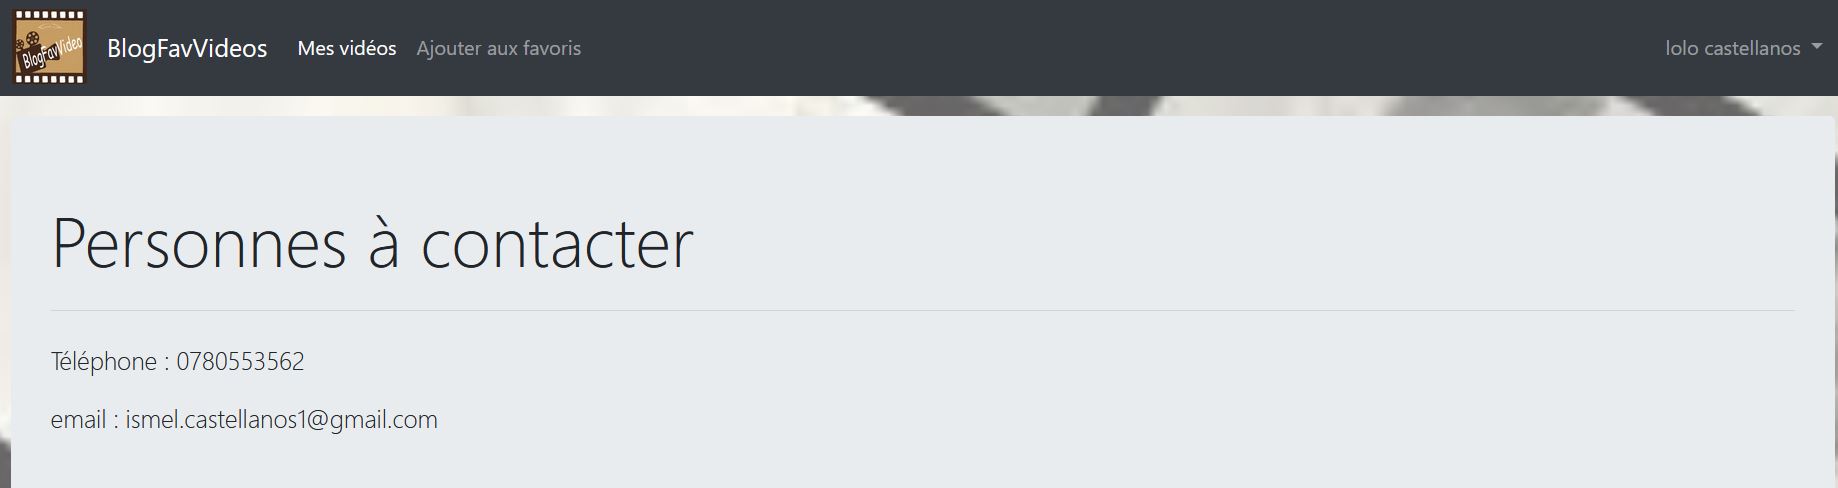 BlogFavVideo
BlogFavVideos Mes vidéos Ajouter aux favoris lolo castellanos
Personnes à contacter
Téléphone : 0780553562
email : ismel.castellanos1@gmail.com